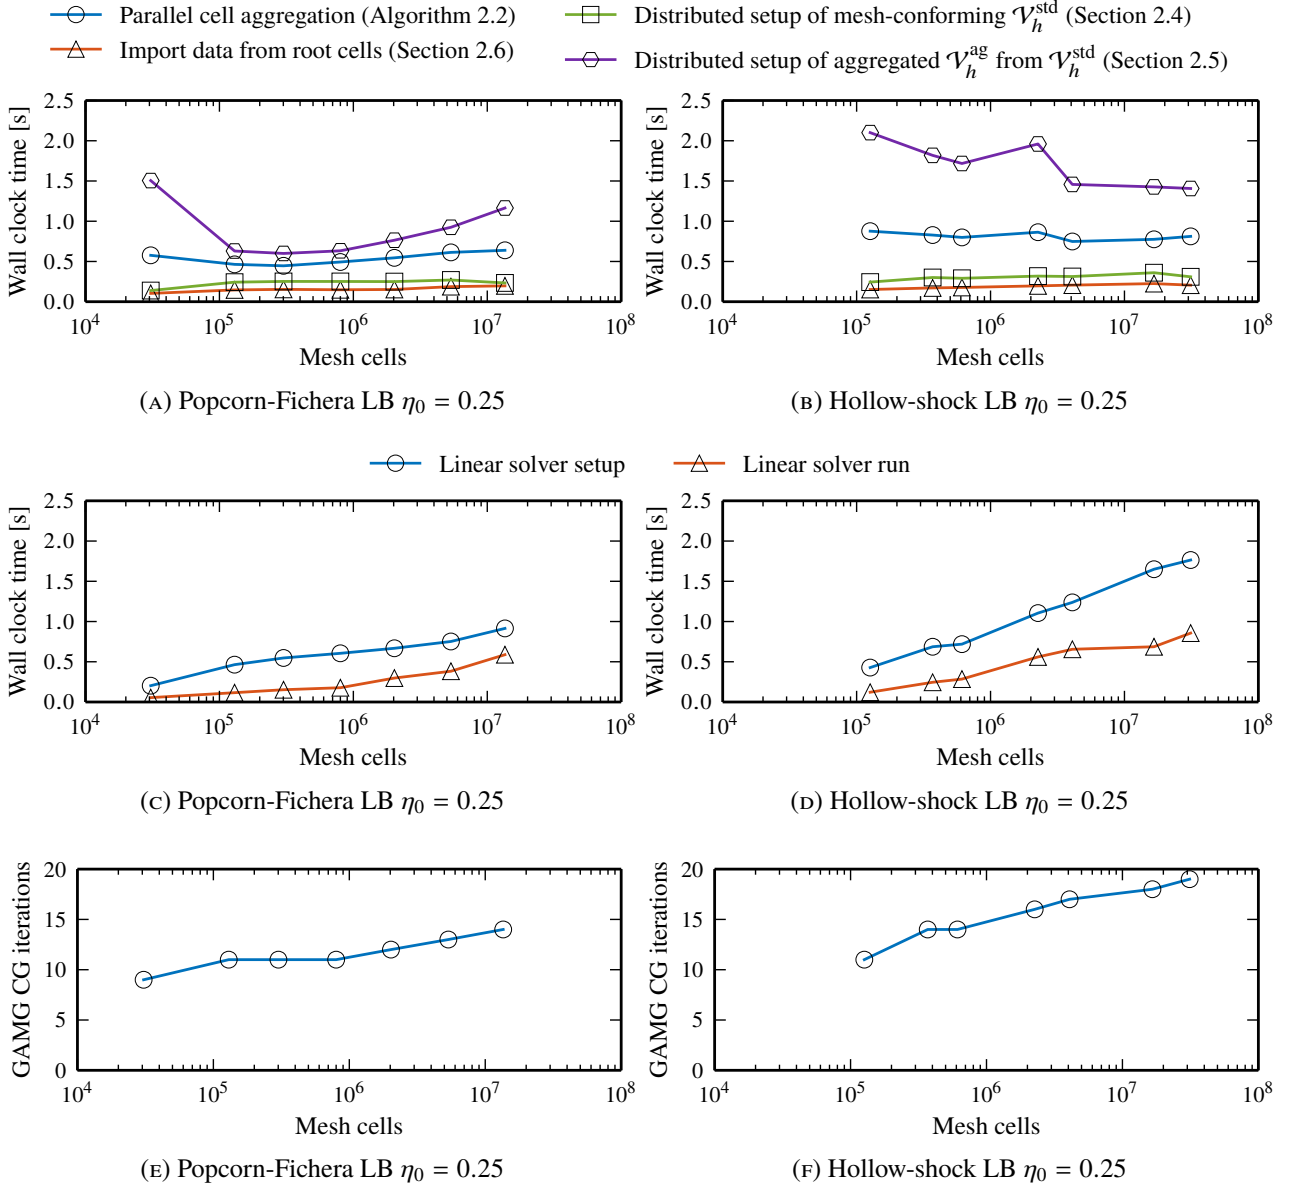 Parallel cell aggregation (Algorithm 2.2)
Import data from root cells (Section 2.6)
Distributed setup of mesh-conforming 𝒱_h^std (Section 2.4)
Distributed setup of aggregated 𝒱_h^ag from 𝒱_h^std (Section 2.5)
Wall clock time [s]
2.5
2.0
1.5
1.0
0.5
0.0
10^4 10^5 10^6 10^7 10^8
Mesh cells
(A) Popcorn-Fichera LB η_0 = 0.25
Wall clock time [s]
2.5
2.0
1.5
1.0
0.5
0.0
10^4 10^5 10^6 10^7 10^8
Mesh cells
(B) Hollow-shock LB η_0 = 0.25
Linear solver setup
Linear solver run
Wall clock time [s]
2.5
2.0
1.5
1.0
0.5
0.0
10^4 10^5 10^6 10^7 10^8
Mesh cells
(C) Popcorn-Fichera LB η_0 = 0.25
Wall clock time [s]
2.5
2.0
1.5
1.0
0.5
0.0
10^4 10^5 10^6 10^7 10^8
Mesh cells
(D) Hollow-shock LB η_0 = 0.25
GAMG CG iterations
20
15
10
5
0
10^4 10^5 10^6 10^7 10^8
Mesh cells
(E) Popcorn-Fichera LB η_0 = 0.25
GAMG CG iterations
20
15
10
5
0
10^4 10^5 10^6 10^7 10^8
Mesh cells
(F) Hollow-shock LB η_0 = 0.25